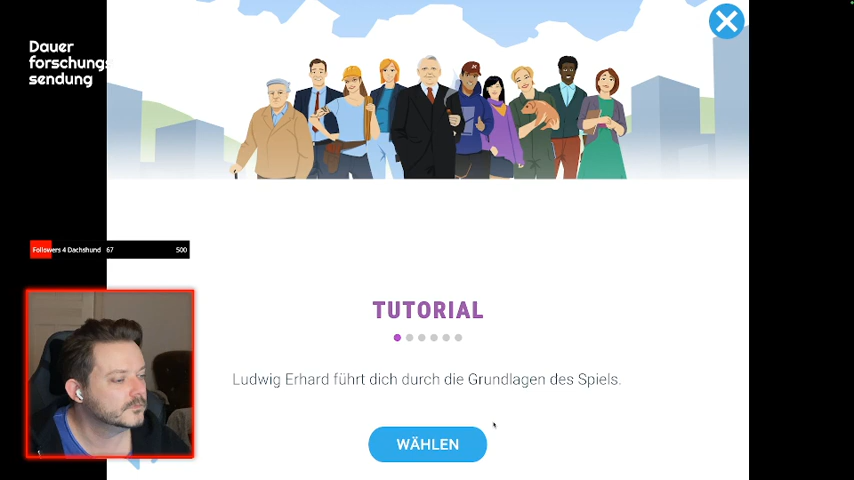 Dauer
forschungs
sendung
Followers 4 Dachshund 67 500
TUTORIAL
Ludwig Erhard führt dich durch die Grundlagen des Spiels.
WÄHLEN